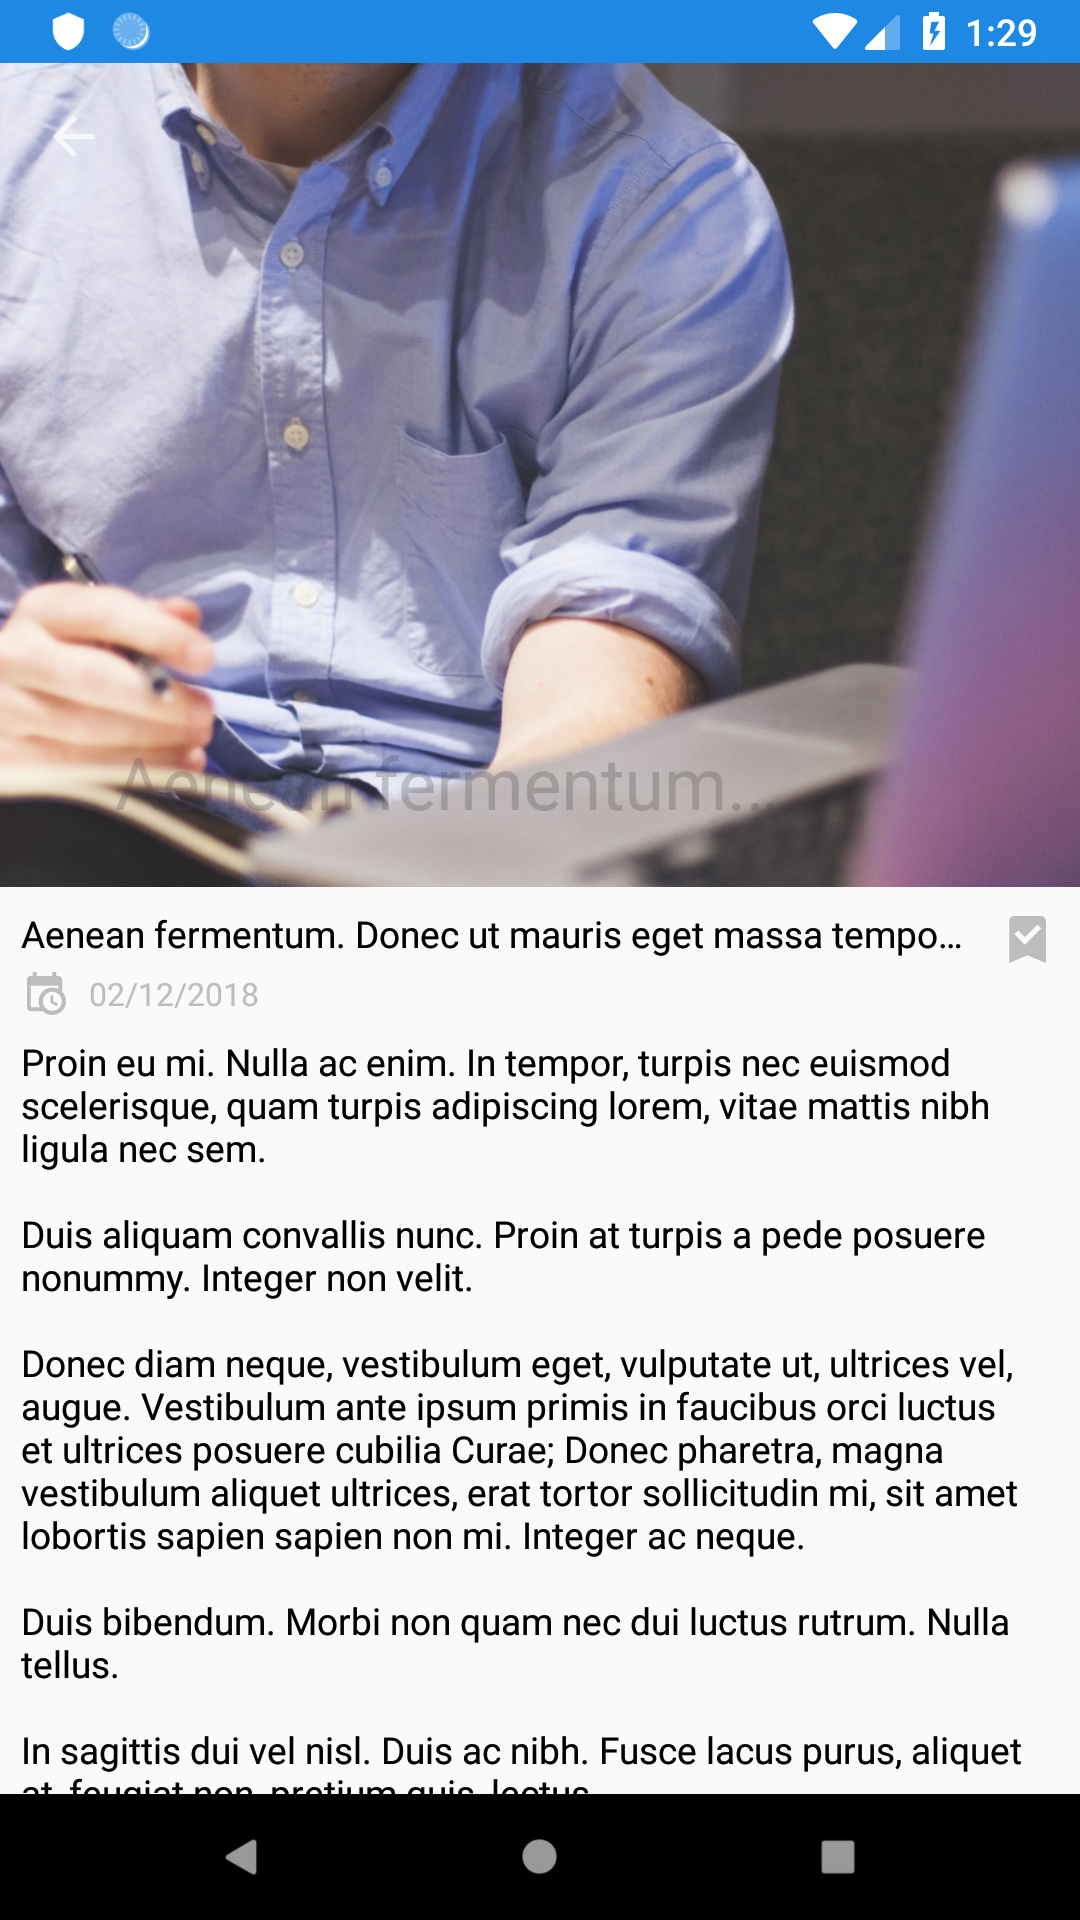 1:29
Aenean fermentum...
Aenean fermentum. Donec ut mauris eget massa tempo...
02/12/2018
Proin eu mi. Nulla ac enim. In tempor, turpis nec euismod
scelerisque, quam turpis adipiscing lorem, vitae mattis nibh
ligula nec sem.
Duis aliquam convallis nunc. Proin at turpis a pede posuere
nonummy. Integer non velit.
Donec diam neque, vestibulum eget, vulputate ut, ultrices vel,
augue. Vestibulum ante ipsum primis in faucibus orci luctus
et ultrices posuere cubilia Curae; Donec pharetra, magna
vestibulum aliquet ultrices, erat tortor sollicitudin mi, sit amet
lobortis sapien sapien non mi. Integer ac neque.
Duis bibendum. Morbi non quam nec dui luctus rutrum. Nulla
tellus.
In sagittis dui vel nisl. Duis ac nibh. Fusce lacus purus, aliquet
at, feugiat non, pretium quis, lectus.